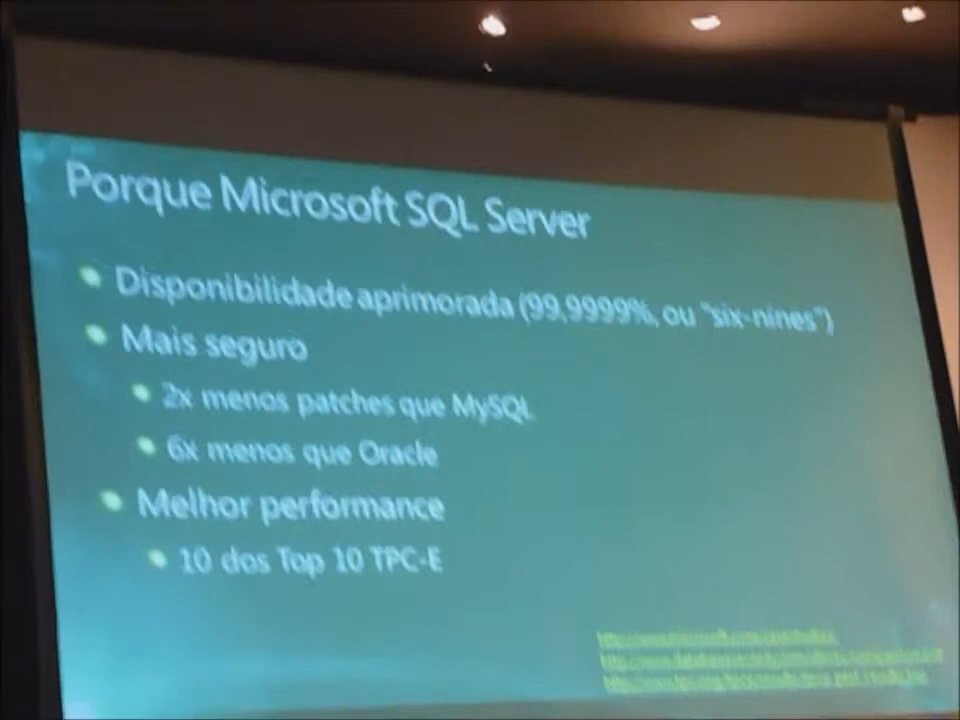 Porque Microsoft SQL Server
Disponibilidade aprimorada (99,9999%, ou "six-nines")
Mais seguro
2x menos patches que MySQL
6x menos que Oracle
Melhor performance
10 dos Top 10 TPC-E